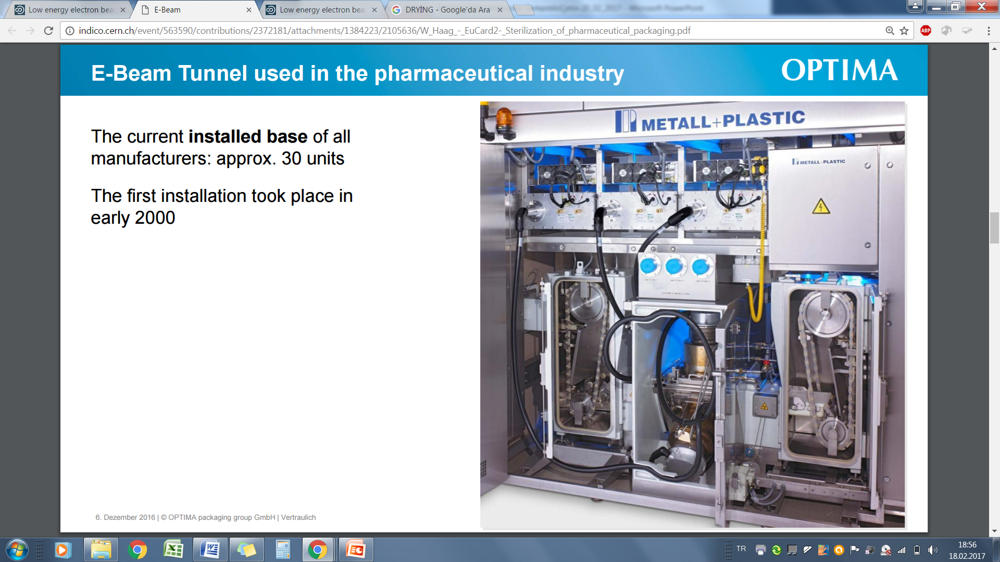 Low energy electron bea
E-Beam
Low energy electron bea
DRYİNG - Google'da Ara
indico.cern.ch/event/563590/contributions/2372181/attachments/1384223/2105636/W_Haag_-_EuCard2-_Sterilization_of_pharmaceutical_packaging.pdf
ABP
E-Beam Tunnel used in the pharmaceutical industry
OPTIMA
The current installed base of all
manufacturers: approx. 30 units
The first installation took place in
early 2000
METALL+PLASTIC
METALL+PLASTIC
6. Dezember 2016 | © OPTIMA packaging group GmbH | Vertraulich
TR
18:56
18.02.2017